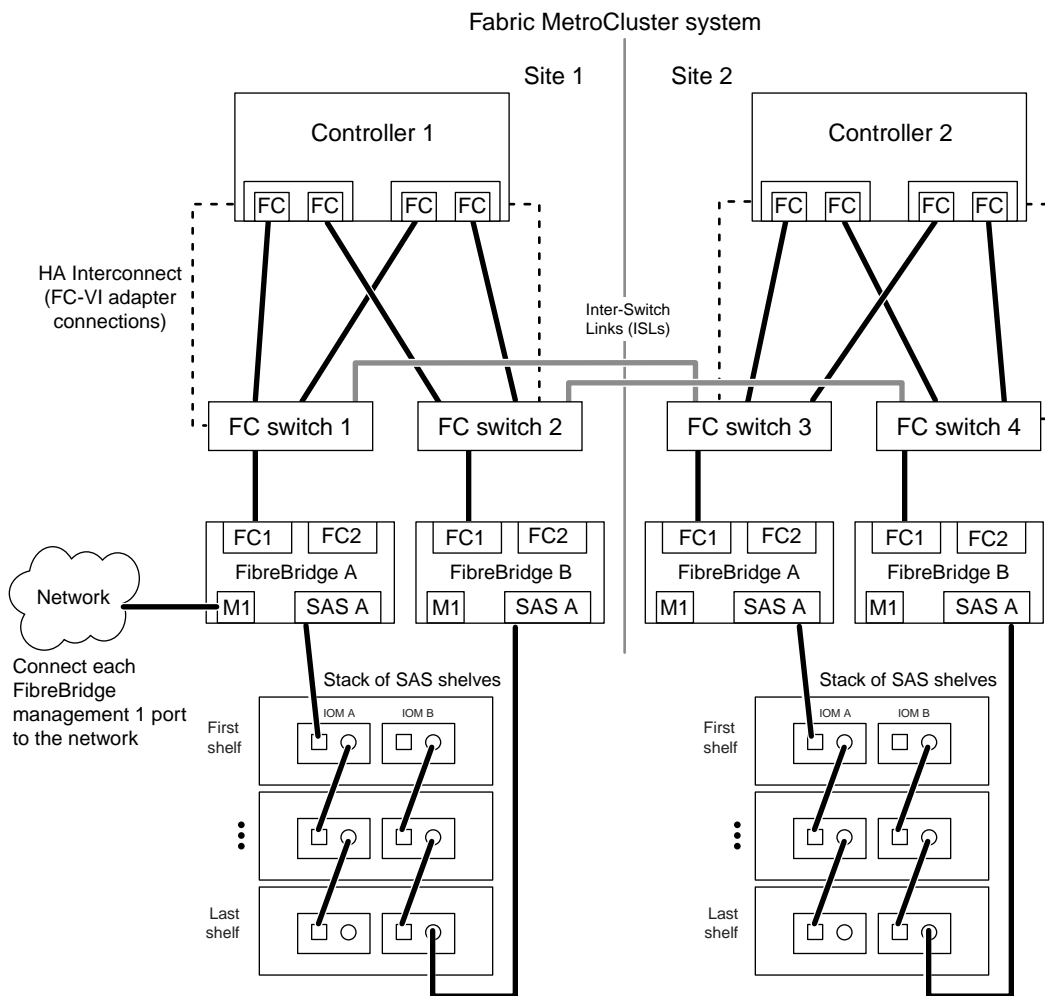 Fabric MetroCluster system
Site 1
Site 2
Controller 1
Controller 2
FC
FC
FC
FC
FC
FC
FC
FC
HA Interconnect
(FC-VI adapter
connections)
Inter-Switch
Links (ISLs)
FC switch 1
FC switch 2
FC switch 3
FC switch 4
FC1
FC2
FC1
FC2
FC1
FC2
FC1
FC2
FibreBridge A
FibreBridge B
FibreBridge A
FibreBridge B
Network
M1
SAS A
M1
SAS A
M1
SAS A
M1
SAS A
Connect each
FibreBridge
management 1 port
to the network
Stack of SAS shelves
Stack of SAS shelves
IOM A
IOM B
IOM A
IOM B
First
shelf
First
shelf
Last
shelf
Last
shelf